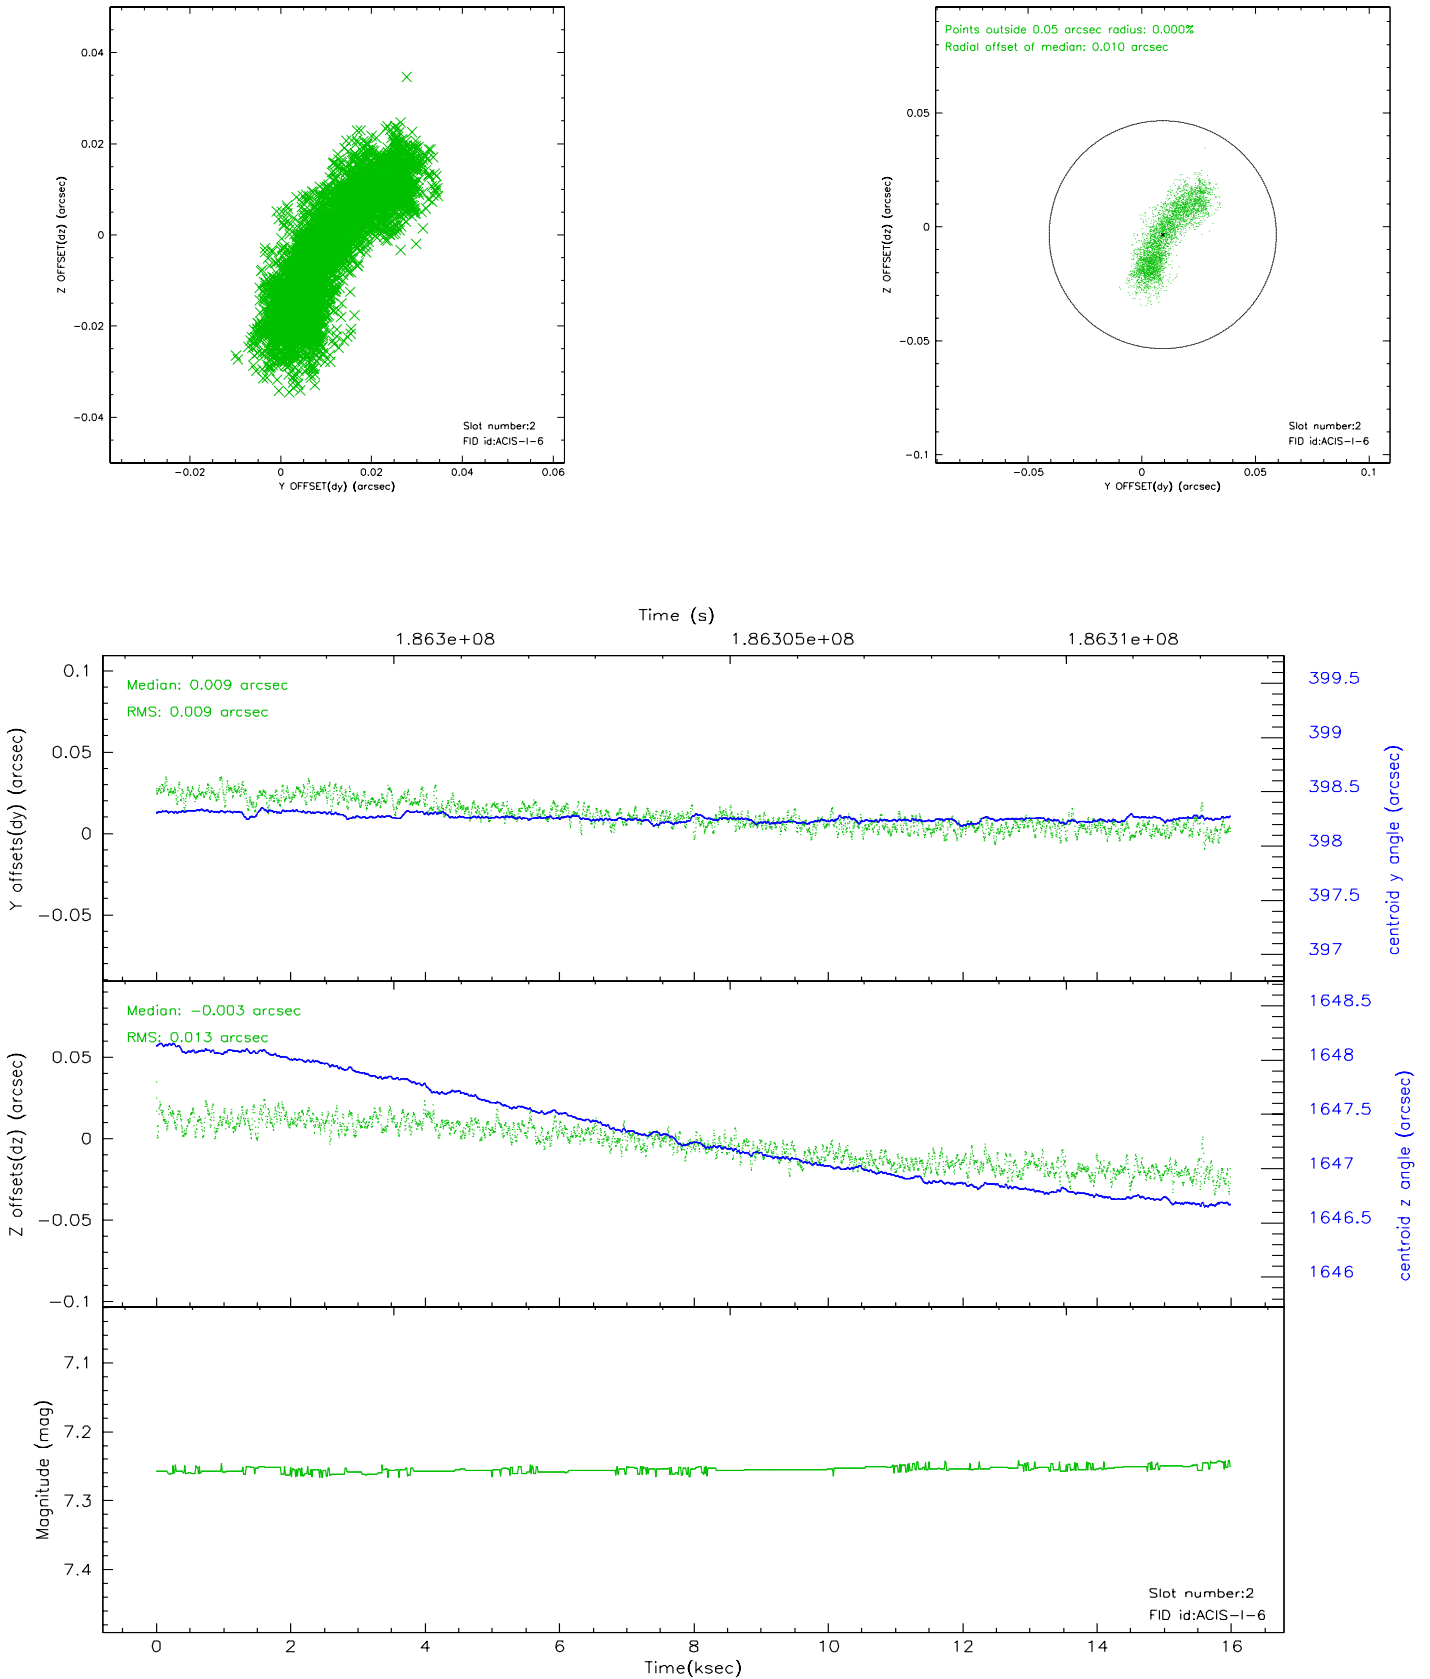 0.04
0.02
0
−0.02
−0.04
Z OFFSET(dz) (arcsec)
Slot number:2
FID id:ACIS−I−6
−0.02 0 0.02 0.04 0.06
Y OFFSET(dy) (arcsec)
Points outside 0.05 arcsec radius: 0.000%
Radial offset of median: 0.010 arcsec
0.05
0
−0.05
−0.1
Z OFFSET(dz) (arcsec)
Slot number:2
FID id:ACIS−I−6
−0.05 0 0.05 0.1
Y OFFSET(dy) (arcsec)
Time (s)
1.863e+08 1.86305e+08 1.8631e+08
0.1
0.05
0
−0.05
Y offsets(dy) (arcsec)
Median: 0.009 arcsec
RMS: 0.009 arcsec
399.5
399
398.5
398
397.5
397
centroid y angle (arcsec)
0.05
0
−0.05
−0.1
Z offsets(dz) (arcsec)
Median: −0.003 arcsec
RMS: 0.013 arcsec
1648.5
1648
1647.5
1647
1646.5
1646
centroid z angle (arcsec)
7.1
7.2
7.3
7.4
Magnitude (mag)
Slot number:2
FID id:ACIS−I−6
0 2 4 6 8 10 12 14 16
Time(ksec)